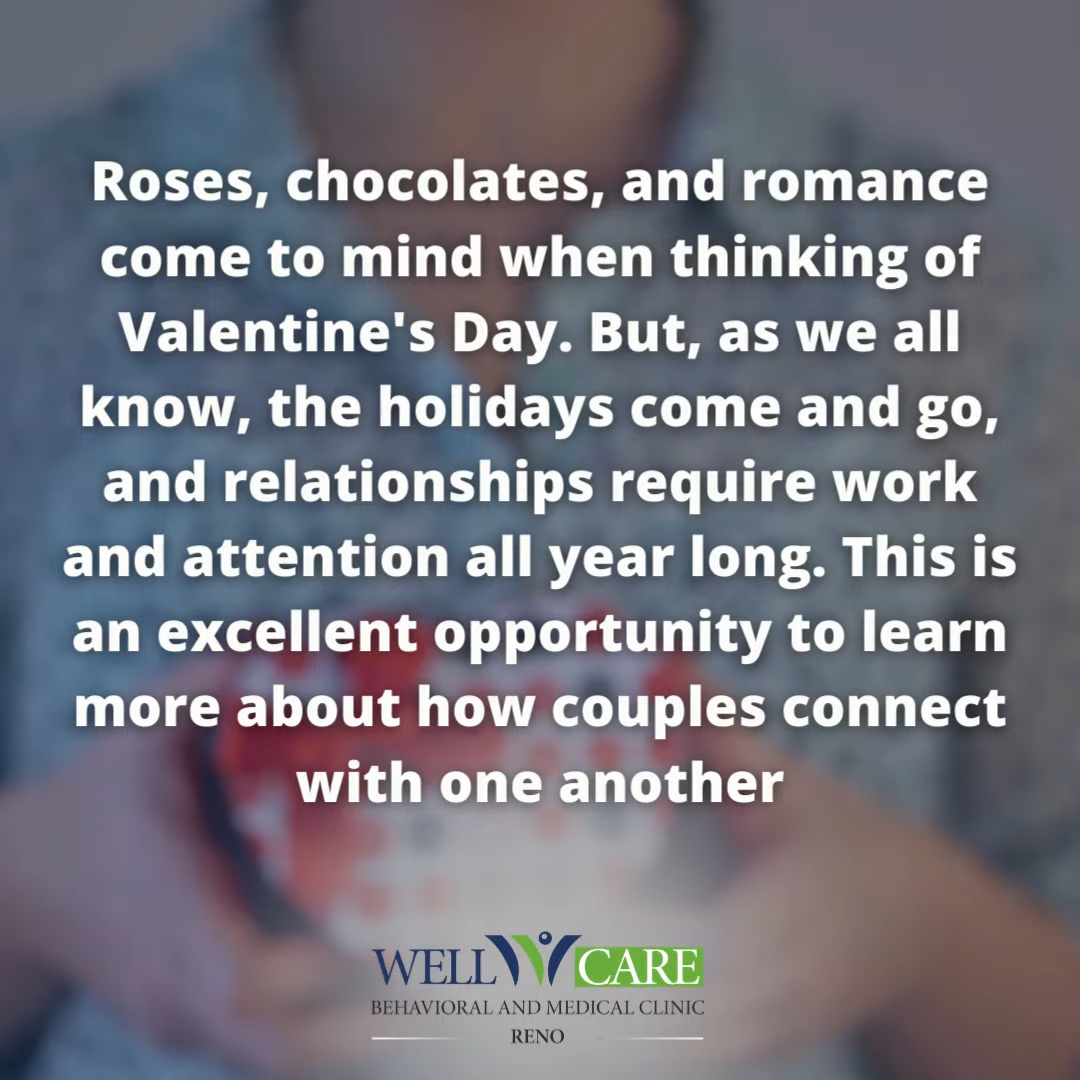 Roses, chocolates, and romance
come to mind when thinking of
Valentine's Day. But, as we all
know, the holidays come and go,
and relationships require work
and attention all year long. This is
an excellent opportunity to learn
more about how couples connect
with one another
WELL CARE
BEHAVIORAL AND MEDICAL CLINIC
RENO